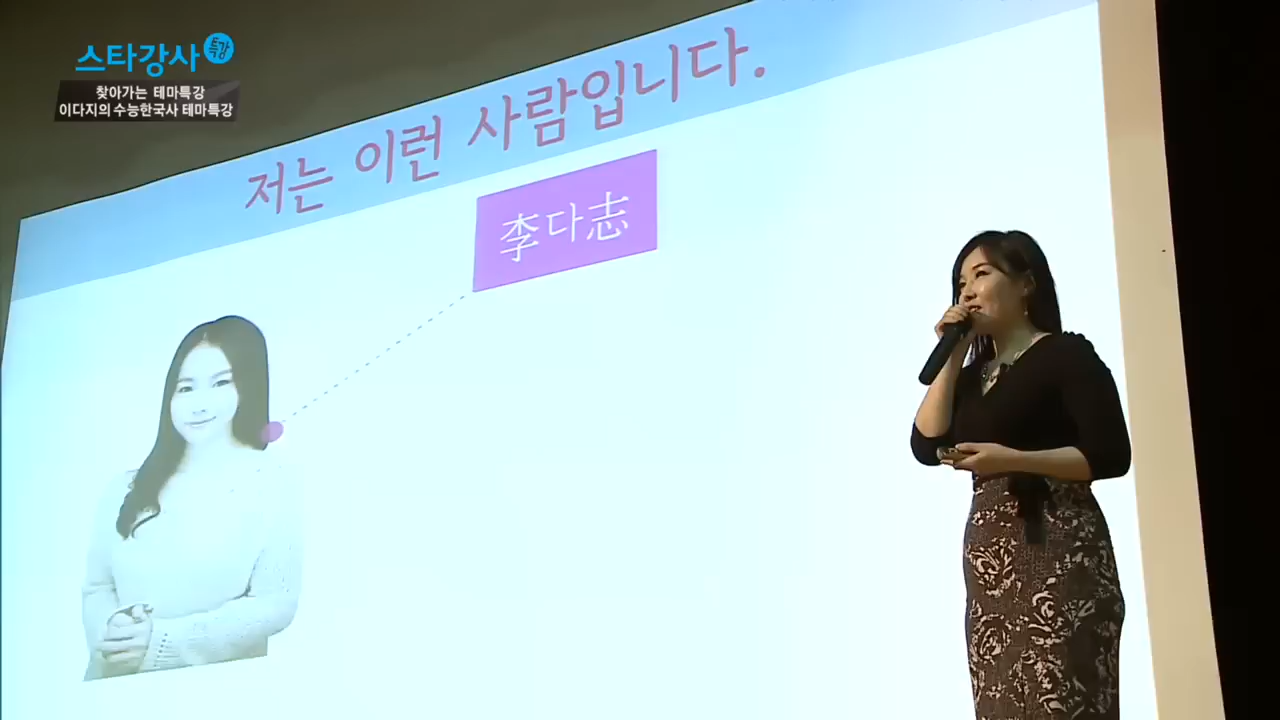 스타강사 특강
찾아가는 테마특강
이다지의 수능한국사 테마특강
저는 이런 사람입니다.
李다志